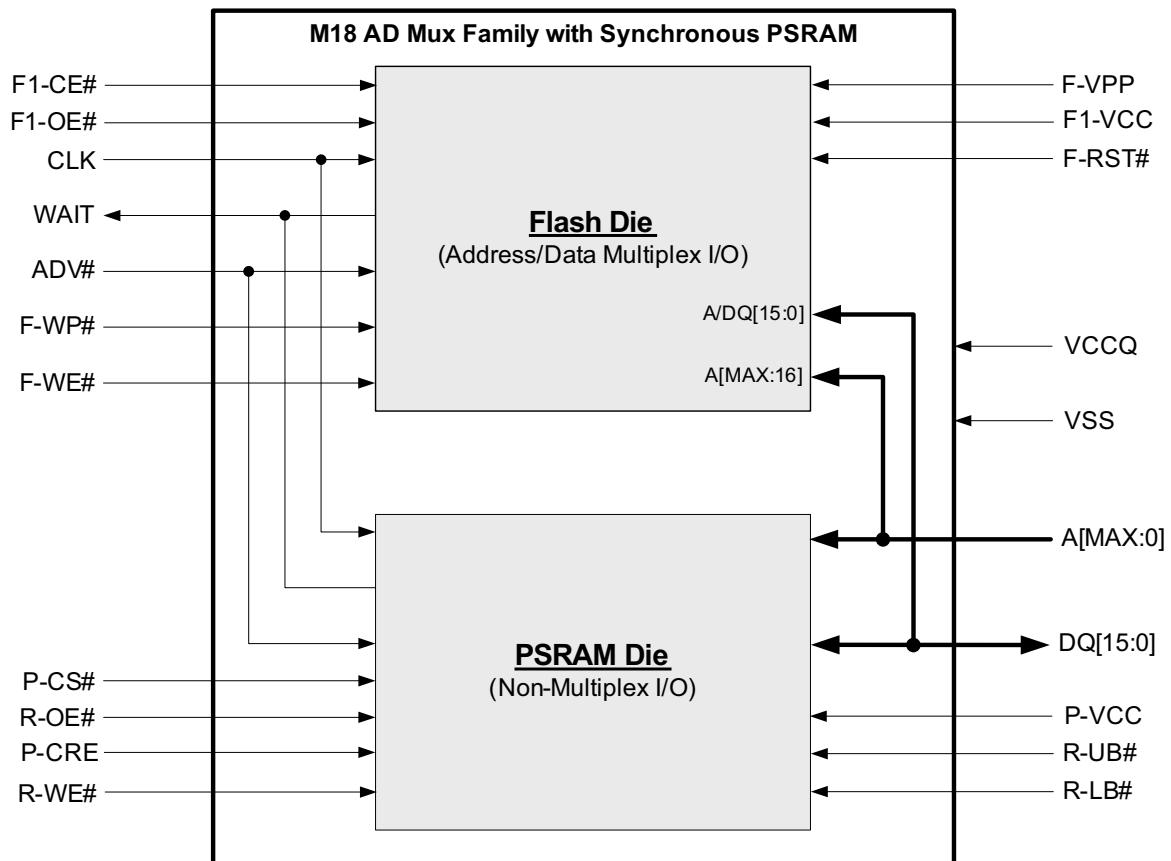 M18 AD Mux Family with Synchronous PSRAM
F1-CE#
F1-OE#
CLK
WAIT
ADV#
F-WP#
F-WE#
Flash Die
(Address/Data Multiplex I/O)
A/DQ[15:0]
A[MAX:16]
F-VPP
F1-VCC
F-RST#
VCCQ
VSS
A[MAX:0]
DQ[15:0]
PSRAM Die
(Non-Multiplex I/O)
P-CS#
R-OE#
P-CRE
R-WE#
P-VCC
R-UB#
R-LB#